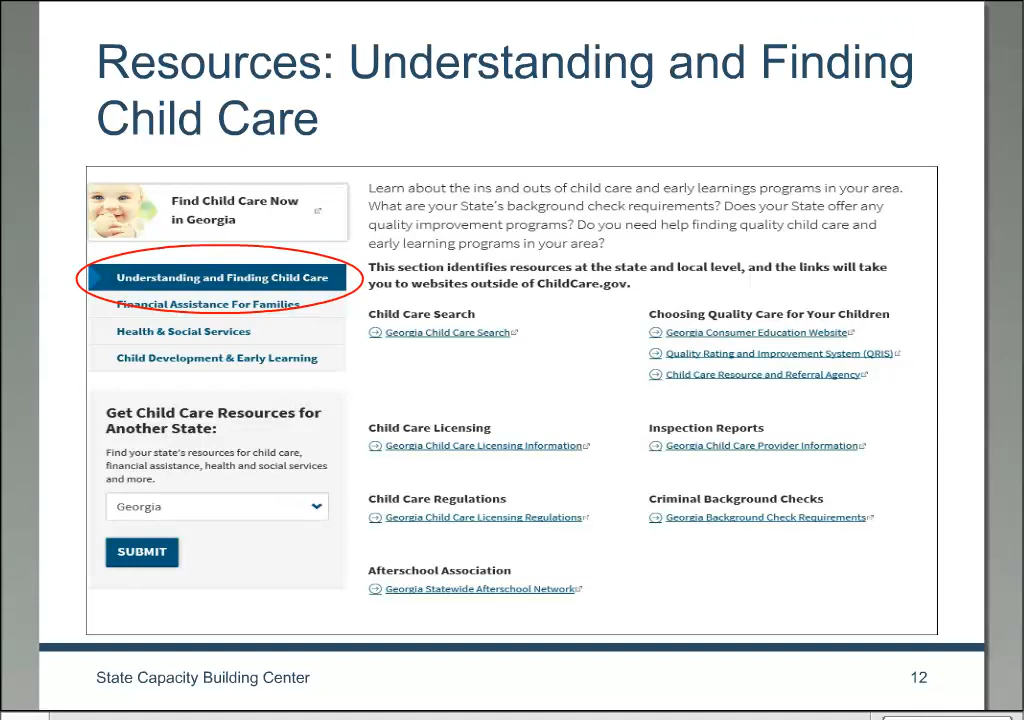 Resources: Understanding and Finding
Child Care
Find Child Care Now
in Georgia
Understanding and Finding Child Care
Financial Assistance For Families
Health & Social Services
Child Development & Early Learning
Get Child Care Resources for
Another State:
Find your state's resources for child care,
financial assistance, health and social services
and more.
Georgia
SUBMIT
Learn about the ins and outs of child care and early learnings programs in your area.
What are your State's background check requirements? Does your State offer any
quality improvement programs? Do you need help finding quality child care and
early learning programs in your area?
This section identifies resources at the state and local level, and the links will take
you to websites outside of ChildCare.gov.
Child Care Search
Georgia Child Care Search
Choosing Quality Care for Your Children
Georgia Consumer Education Website
Quality Rating and Improvement System (QRIS)
Child Care Resource and Referral Agency
Child Care Licensing
Georgia Child Care Licensing Information
Inspection Reports
Georgia Child Care Provider Information
Child Care Regulations
Georgia Child Care Licensing Regulations
Criminal Background Checks
Georgia Background Check Requirements
Afterschool Association
Georgia Statewide Afterschool Network
State Capacity Building Center
12